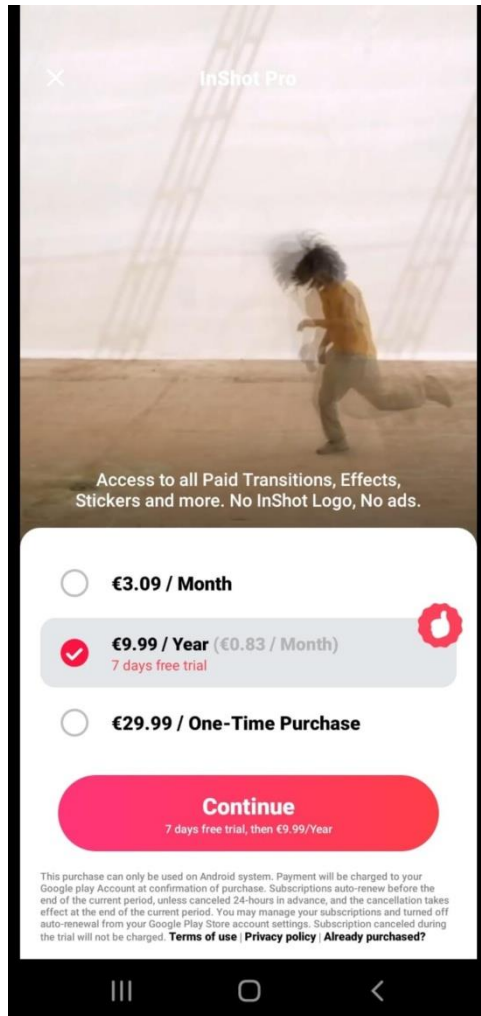 InShot Pro
Access to all Paid Transitions, Effects,
Stickers and more. No InShot Logo, No ads.
€3.09 / Month
€9.99 / Year (€0.83 / Month)
7 days free trial
€29.99 / One-Time Purchase
Continue
7 days free trial, then €9.99/Year
This purchase can only be used on Android system. Payment will be charged to your
Google play Account at confirmation of purchase. Subscriptions auto-renew before the
end of the current period, unless canceled 24-hours in advance, and the cancellation takes
effect at the end of the current period. You may manage your subscriptions and turned off
auto-renewal from your Google Play Store account settings. Subscription canceled during
the trial will not be charged. Terms of use | Privacy policy | Already purchased?